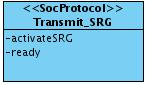 <<SocProtocol>>
Transmit_SRG
-activateSRG
-ready